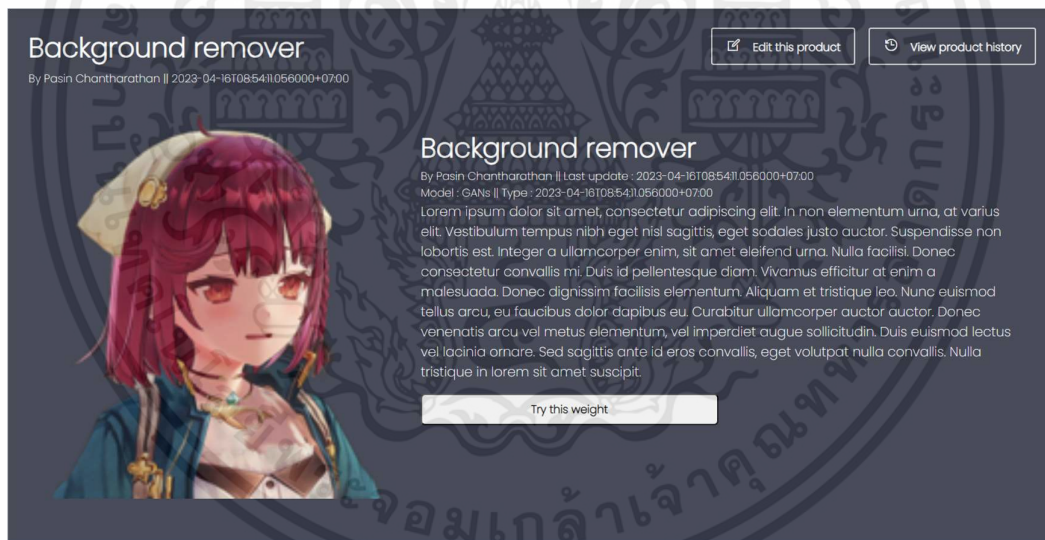 Background remover
By Pasin Chantharathan || 2023-04-16T08:54:11.056000+07:00
Edit this product
View product history
Background remover
By Pasin Chantharathan || Last update : 2023-04-16T08:54:11.056000+07:00
Model : GANs || Type : 2023-04-16T08:54:11.056000+07:00
Lorem ipsum dolor sit amet, consectetur adipiscing elit. In non elementum urna, at varius
elit. Vestibulum tempus nibh eget nisl sagittis, eget sodales justo auctor. Suspendisse non
lobortis est. Integer a ullamcorper enim, sit amet eleifend urna. Nulla facilisi. Donec
consectetur convallis mi. Duis id pellentesque diam. Vivamus efficitur at enim a
malesuada. Donec dignissim facilisis elementum. Aliquam et tristique leo. Nunc euismod
tellus arcu, eu faucibus dolor dapibus eu. Curabitur ullamcorper auctor auctor. Donec
venenatis arcu vel metus elementum, vel imperdiet augue sollicitudin. Duis euismod lectus
vel lacinia ornare. Sed sagittis ante id eros convallis, eget volutpat nulla convallis. Nulla
tristique in lorem sit amet suscipit.
Try this weight